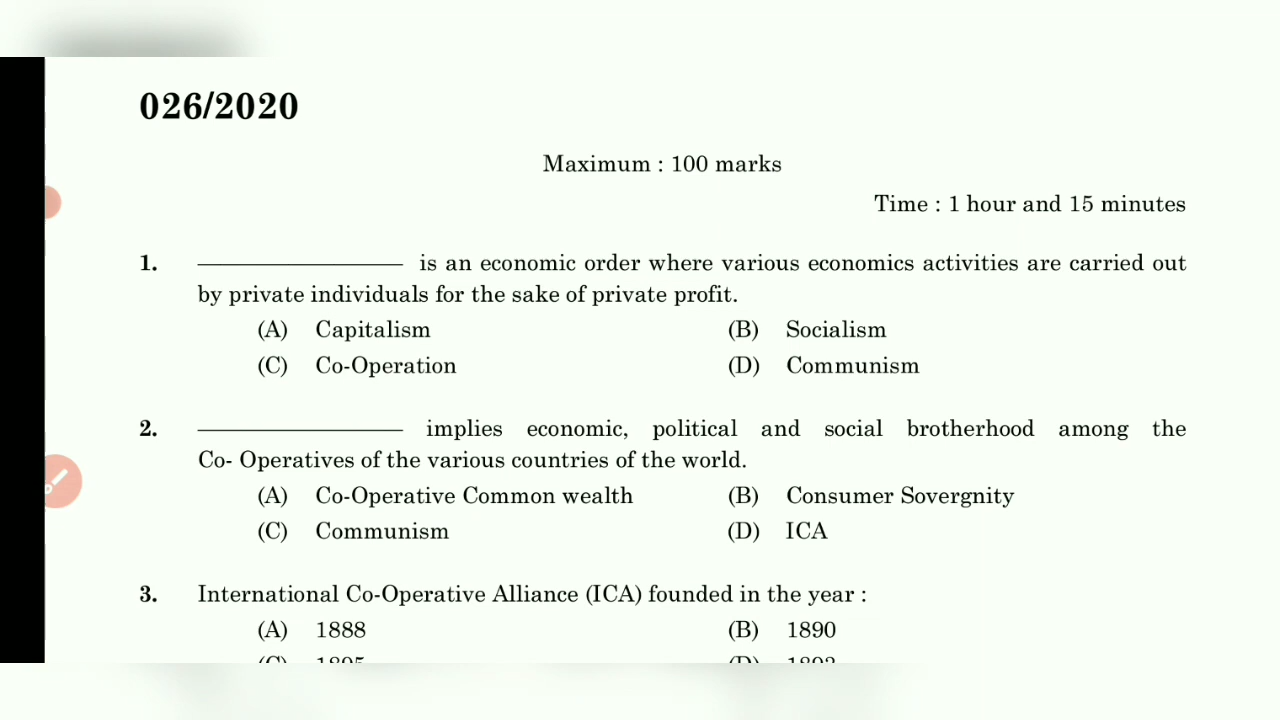 026/2020
Maximum : 100 marks
Time : 1 hour and 15 minutes
1. ____________ is an economic order where various economics activities are carried out
by private individuals for the sake of private profit.
(A) Capitalism (B) Socialism
(C) Co-Operation (D) Communism
2. ____________ implies economic, political and social brotherhood among the
Co- Operatives of the various countries of the world.
(A) Co-Operative Common wealth (B) Consumer Sovergnity
(C) Communism (D) ICA
3. International Co-Operative Alliance (ICA) founded in the year :
(A) 1888 (B) 1890